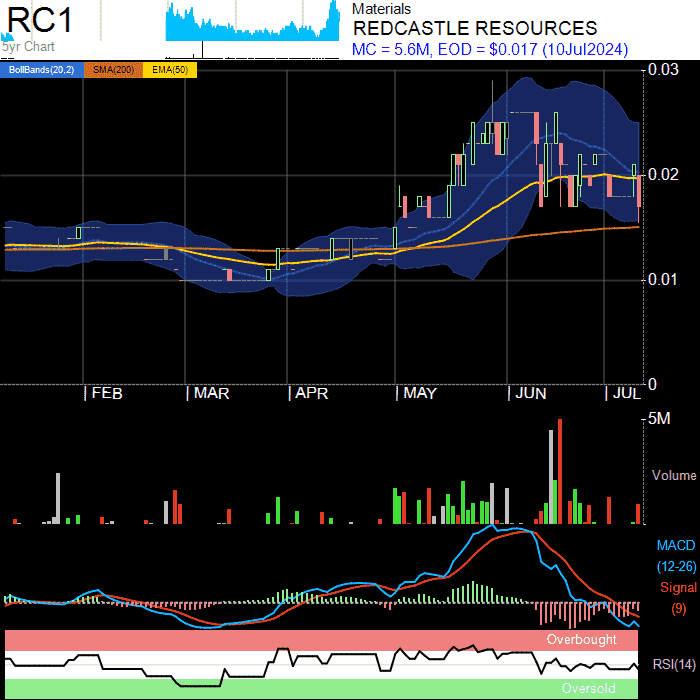 RC1
5yr Chart
Materials
REDCASTLE RESOURCES
MC = 5.6M, EOD = $0.017 (10Jul2024)
BollBands(20,2) SMA(200) EMA(50)
0.03
0.02
0.01
0
FEB MAR APR MAY JUN JUL
5M
Volume
MACD
(12-26)
Signal
(9)
Overbought
RSI(14)
Oversold